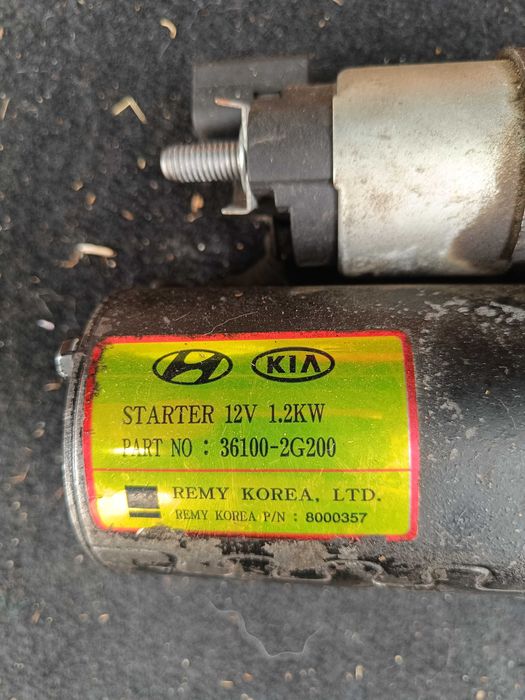 KIA
STARTER 12V 1.2KW
PART NO : 36100-2G200
REMY KOREA, LTD.
REMY KOREA P/N : 8000357